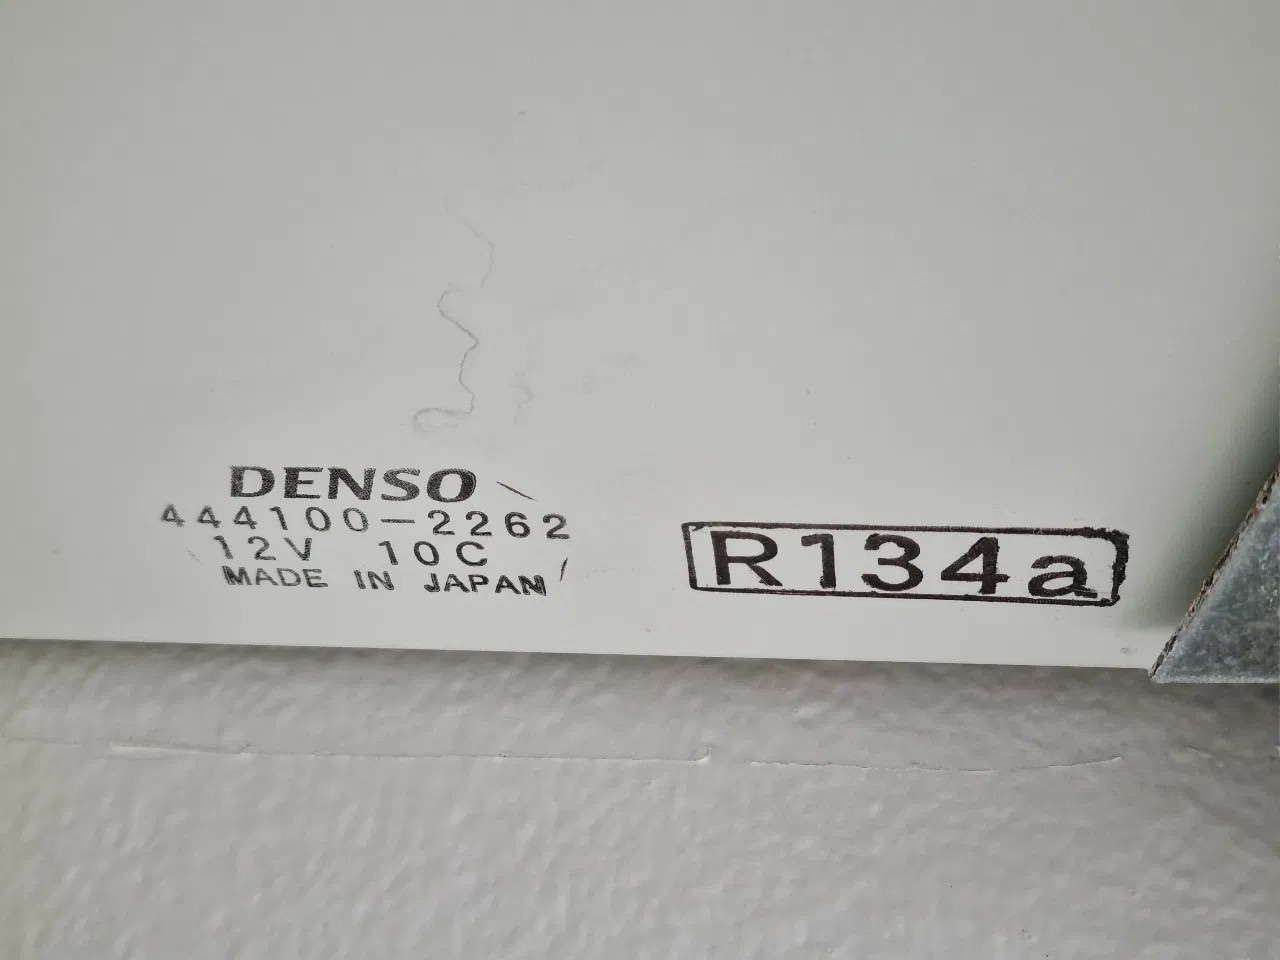 DENSO
444100-2262
12V 10C
MADE IN JAPAN
R134a